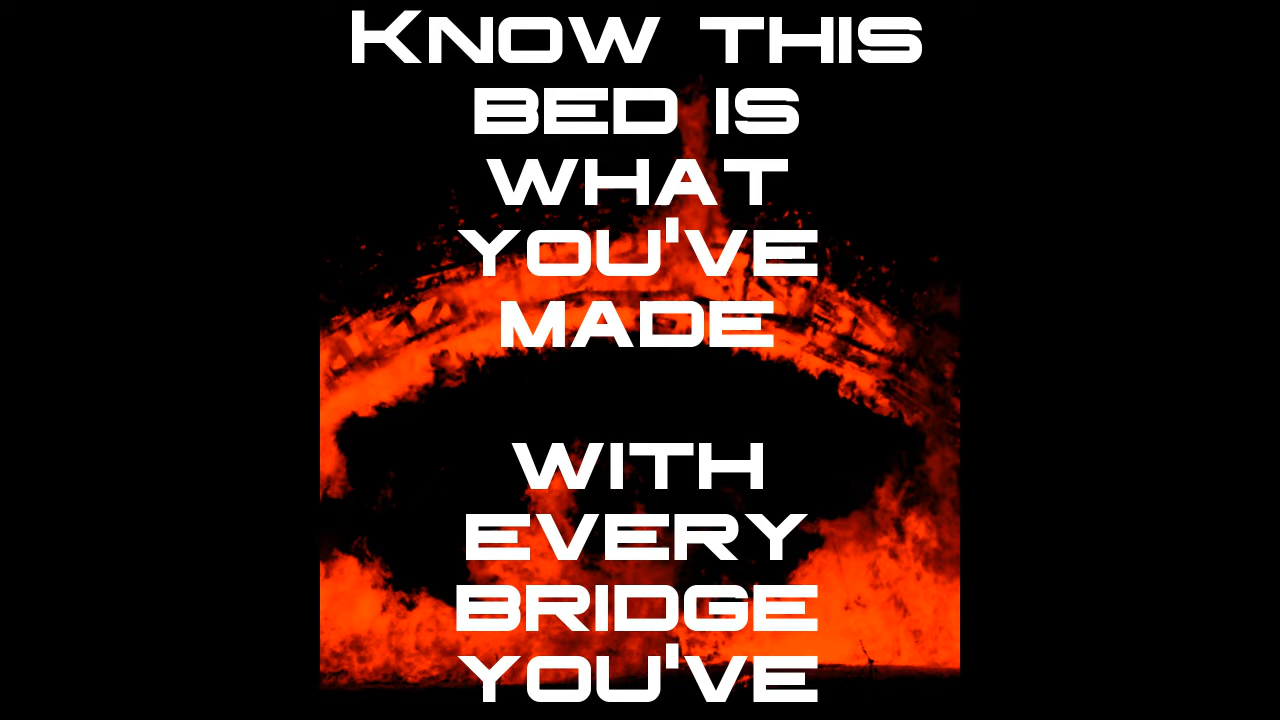 Know this
bed is
what
you've
made
with
every
bridge
you've